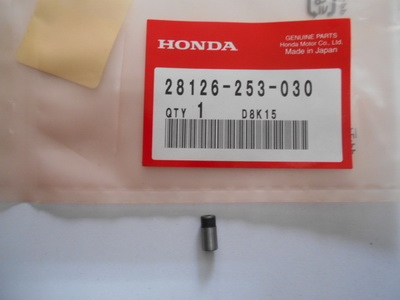 HONDA
GENUINE PARTS
Honda Motor Co., Ltd.
Made in Japan
28126-253-030
QTY 1 D8K15